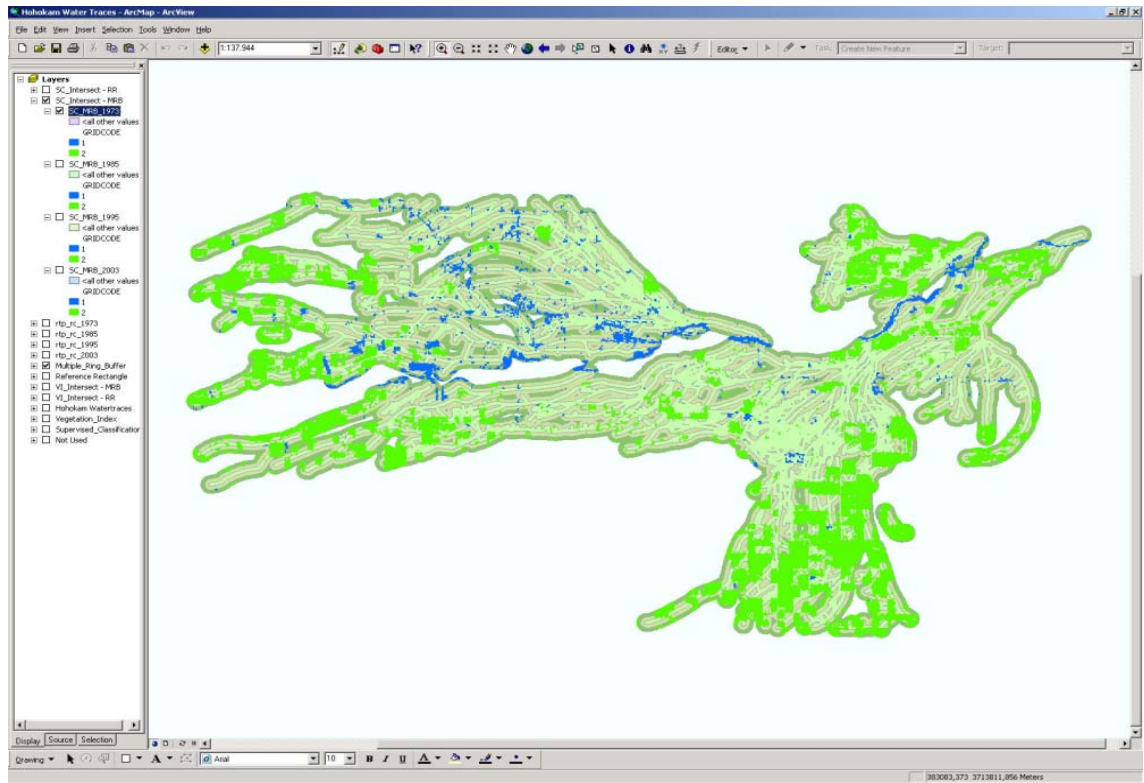 Hohokam Water Traces - ArcMap - ArcView
File Edit View Insert Selection Tools Window Help
1:137.944 Editor Task: Create New Feature Target:
Layers
SC_Intersect - RR
SC_Intersect - MRB
SC_MRB_1973
<all other values
GRIDCODE
1
2
SC_MRB_1985
<all other values
GRIDCODE
1
2
SC_MRB_1995
<all other values
GRIDCODE
1
2
SC_MRB_2003
<all other values
GRIDCODE
1
2
rtp_rc_1973
rtp_rc_1985
rtp_rc_1995
rtp_rc_2003
Multiple_Ring_Buffer
Reference Rectangle
VI_Intersect - MRB
VI_Intersect - RR
Hohokam Watertraces
Vegetation_Index
Supervised_Classification
Not Used
Display Source Selection
Drawing A Arial 10 B I U A
383083,373 3713811,856 Meters